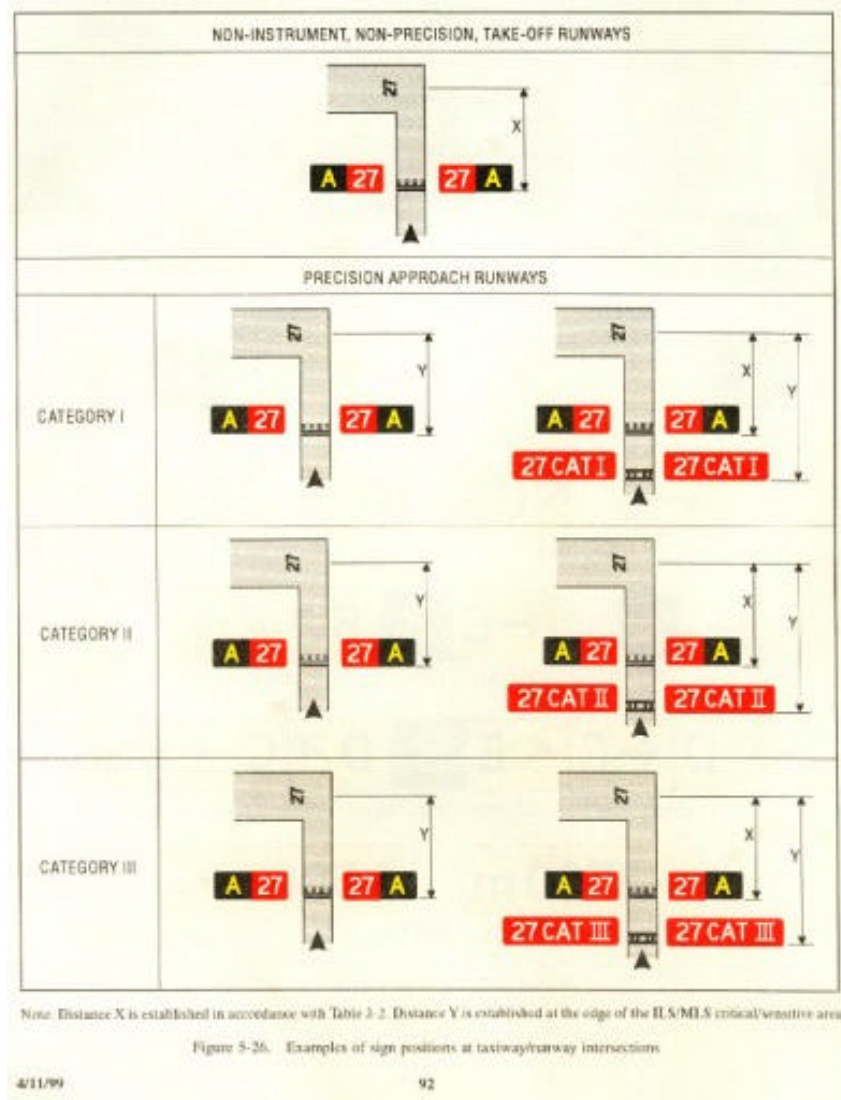 NON-INSTRUMENT, NON-PRECISION, TAKE-OFF RUNWAYS
27
X
A 27 27 A
PRECISION APPROACH RUNWAYS
CATEGORY I
27
Y
A 27 27 A
27
X
Y
A 27 27 A
27 CAT I 27 CAT I
CATEGORY II
27
Y
A 27 27 A
27
X
Y
A 27 27 A
27 CAT II 27 CAT II
CATEGORY III
27
Y
A 27 27 A
27
X
Y
A 27 27 A
27 CAT III 27 CAT III
Note. Distance X is established in accordance with Table 3-2. Distance Y is established at the edge of the ILS/MLS critical/sensitive area
Figure 5-26. Examples of sign positions at taxiway/runway intersections
4/11/99
92